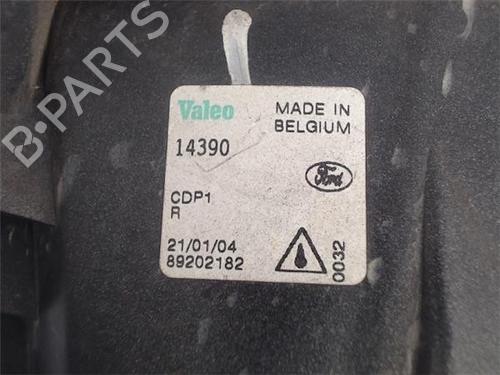 B-PARTS
Valeo
MADE IN
BELGIUM
14390
Ford
CDP1
R
21/01/04
89202182
0032